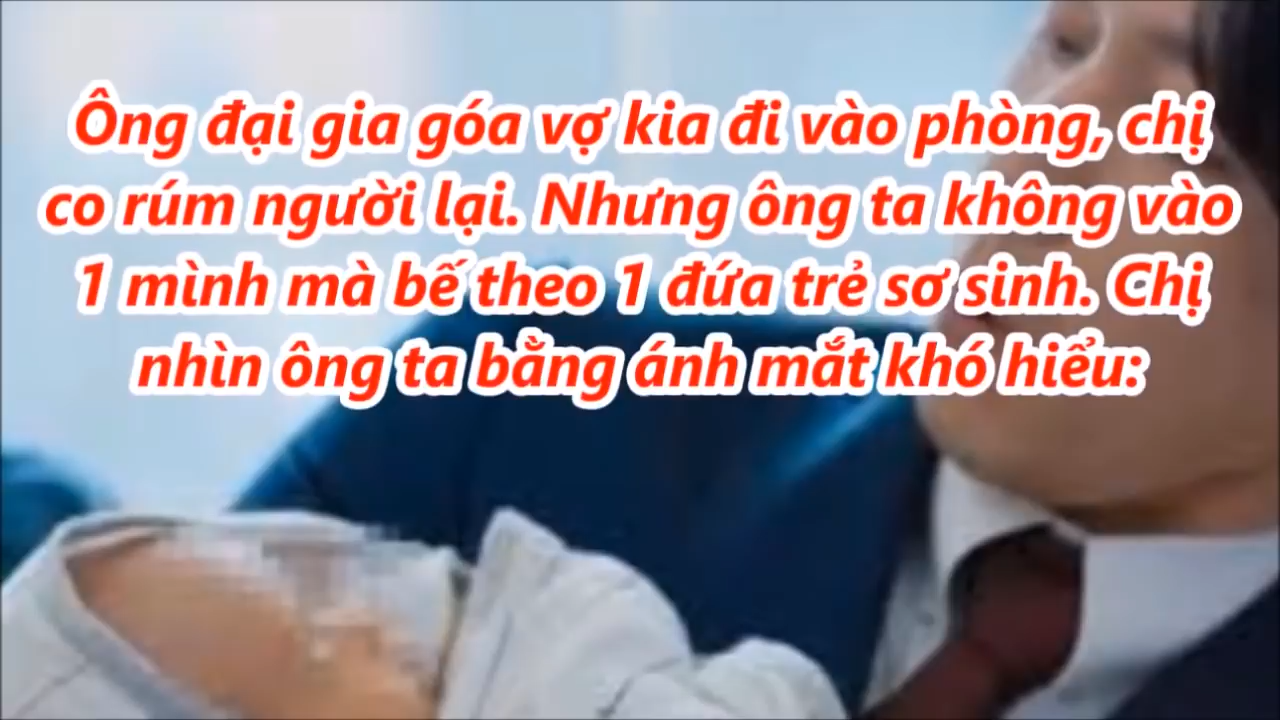 Ông đại gia góa vợ kia đi vào phòng, chị
co rúm người lại. Nhưng ông ta không vào
1 mình mà bế theo 1 đứa trẻ sơ sinh. Chị
nhìn ông ta bằng ánh mắt khó hiểu: